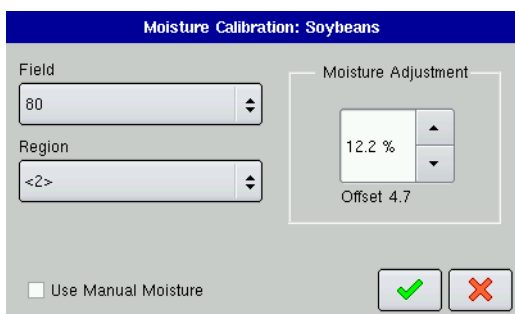 Moisture Calibration: Soybeans
Field
80
Region
<2>
Moisture Adjustment
12.2 %
Offset 4.7
Use Manual Moisture